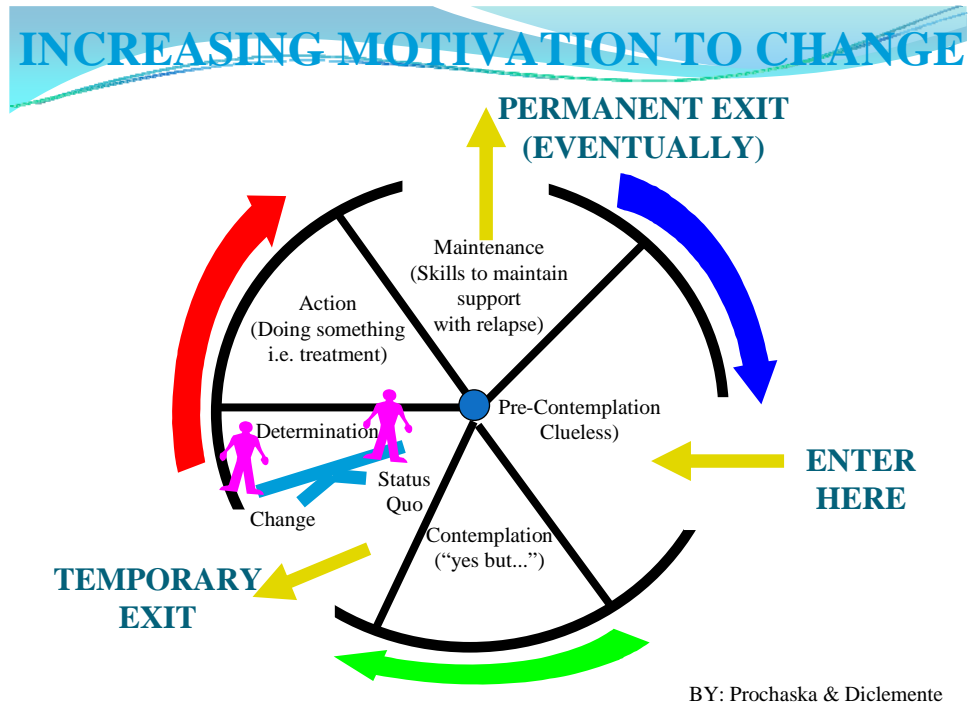 INCREASING MOTIVATION TO CHANGE
PERMANENT EXIT
(EVENTUALLY)
Maintenance
(Skills to maintain
support
with relapse)
Action
(Doing something
i.e. treatment)
Pre-Contemplation
Clueless)
Determination
ENTER
HERE
Status
Quo
Change
Contemplation
(“yes but...”)
TEMPORARY
EXIT
BY: Prochaska & Diclemente